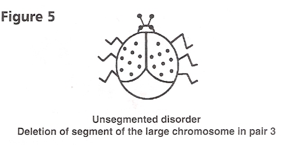 Figure 5
Unsegmented disorder
Deletion of segment of the large chromosome in pair 3